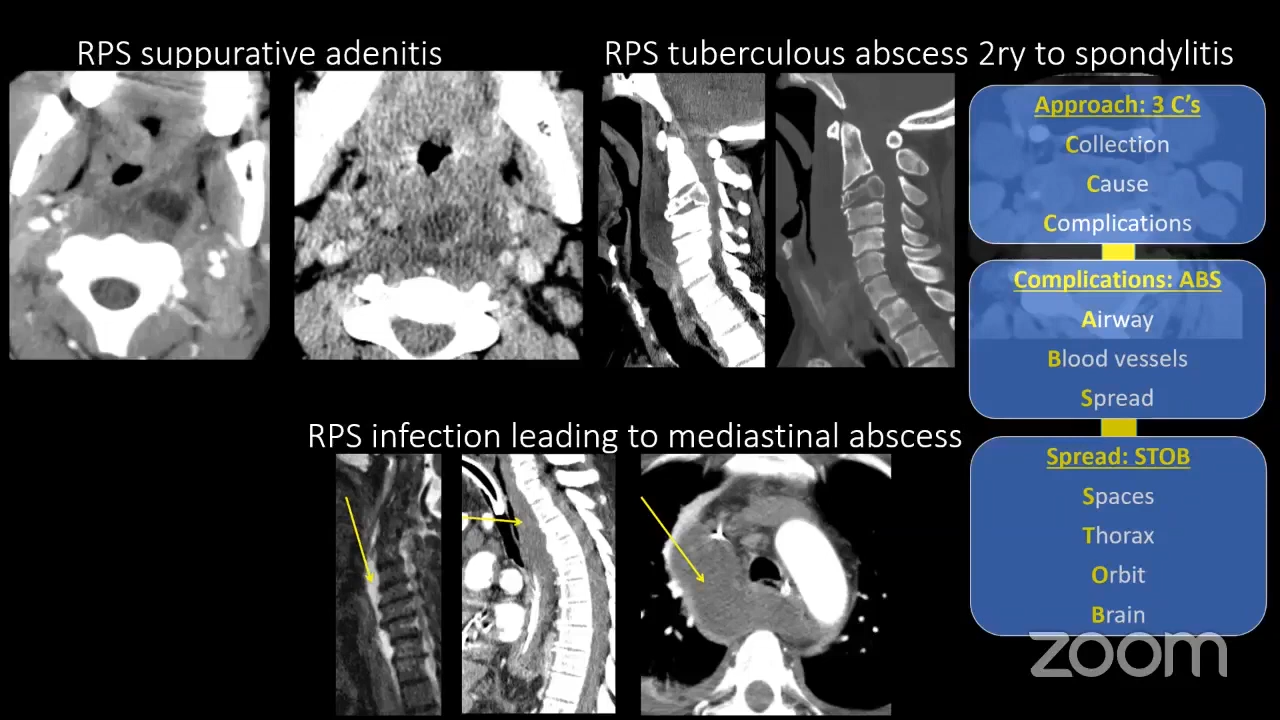 RPS suppurative adenitis
RPS tuberculous abscess 2ry to spondylitis
Approach: 3 C's
Collection
Cause
Complications
Complications: ABS
Airway
Blood vessels
Spread
RPS infection leading to mediastinal abscess
Spread: STOB
Spaces
Thorax
Orbit
Brain
zoom